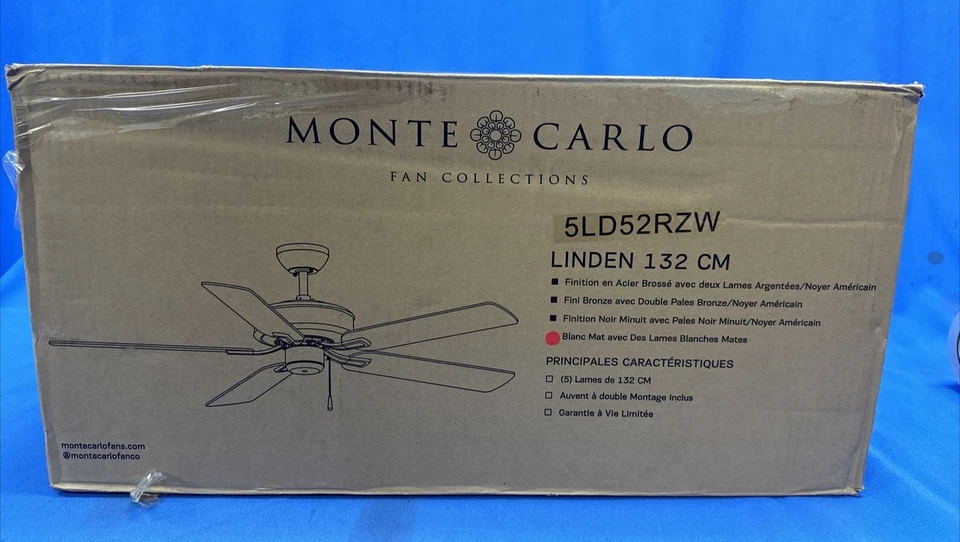 MONTE CARLO
FAN COLLECTIONS
5LD52RZW
LINDEN 132 CM
Finition en Acier Brossé avec deux Lames Argentées/Noyer Américain
Fini Bronze avec Double Pales Bronze/Noyer Américain
Finition Noir Minuit avec Pales Noir Minuit/Noyer Américain
Blanc Mat avec Des Lames Blanches Mates
PRINCIPALES CARACTÉRISTIQUES
(5) Lames de 132 CM
Auvent à double Montage Inclus
Garantie à Vie Limitée
montecarlofans.com
@montecarlofanco